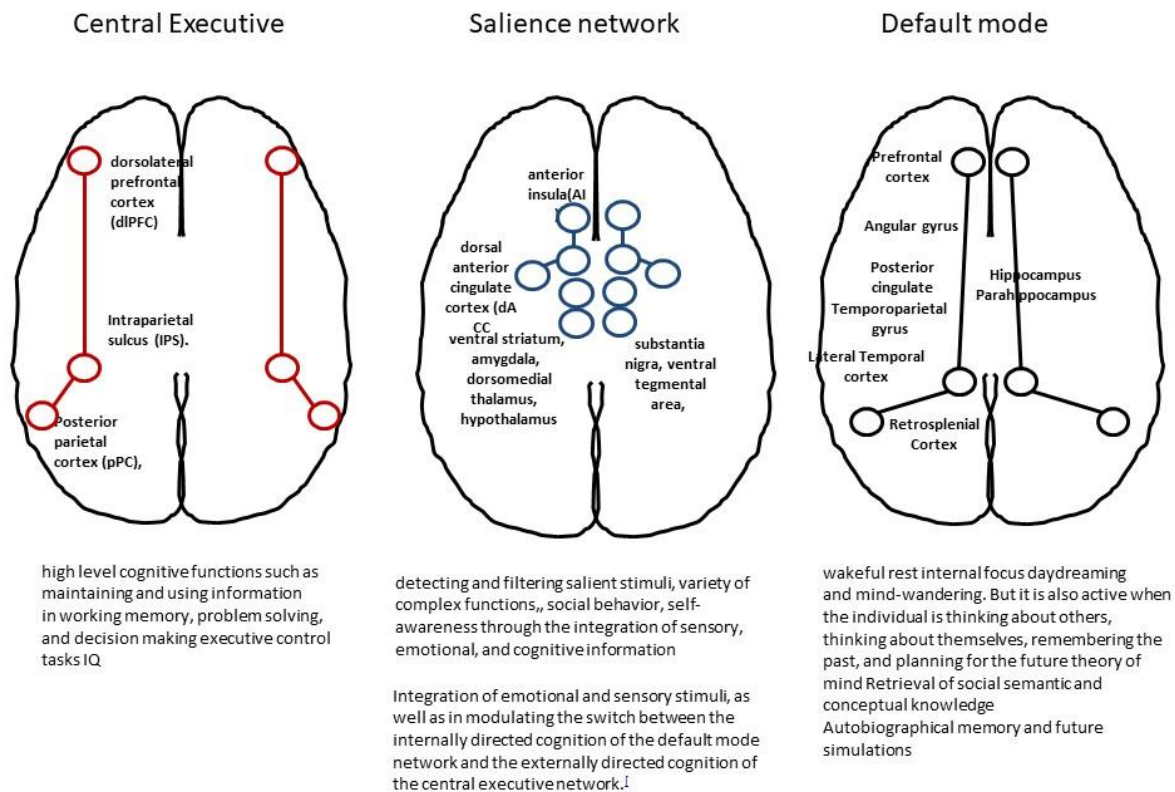 Central Executive
dorsolateral
prefrontal
cortex
(dlPFC)
Intraparietal
sulcus (IPS).
Posterior
parietal
cortex (pPC),
high level cognitive functions such as
maintaining and using information
in working memory, problem solving,
and decision making executive control
tasks IQ
Salience network
anterior
insula(AI
)
dorsal
anterior
cingulate
cortex (dA
CC
ventral striatum,
amygdala,
dorsomedial
thalamus,
hypothalamus
substantia
nigra, ventral
tegmental
area,
detecting and filtering salient stimuli, variety of
complex functions,, social behavior, self-
awareness through the integration of sensory,
emotional, and cognitive information
Integration of emotional and sensory stimuli, as
well as in modulating the switch between the
internally directed cognition of the default mode
network and the externally directed cognition of
the central executive network.[
Default mode
Prefrontal
cortex
Angular gyrus
Posterior
cingulate
Temporoparietal
gyrus
Hippocampus
Parahippocampus
Lateral Temporal
cortex
Retrosplenial
Cortex
wakeful rest internal focus daydreaming
and mind-wandering. But it is also active when
the individual is thinking about others,
thinking about themselves, remembering the
past, and planning for the future theory of
mind Retrieval of social semantic and
conceptual knowledge
Autobiographical memory and future
simulations